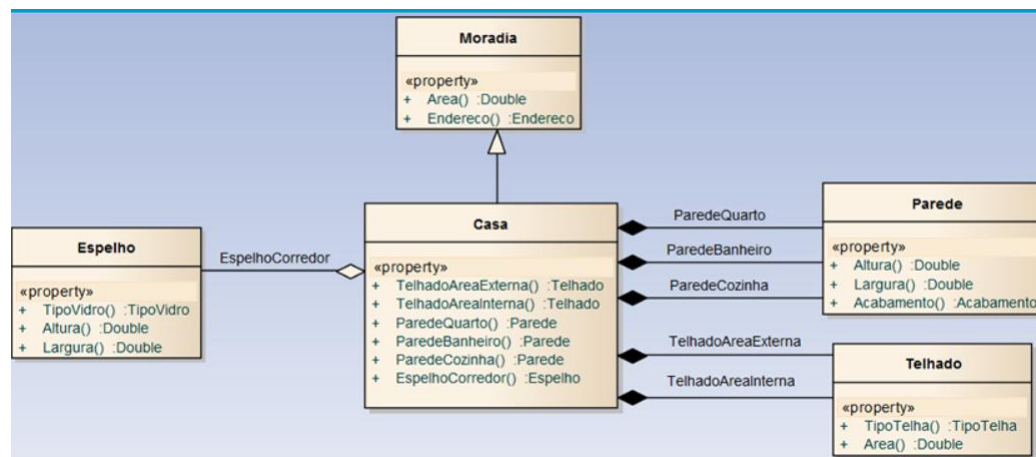 Moradia
«property»
+ Area() :Double
+ Endereco() :Endereco
Espelho
«property»
+ TipoVidro() :TipoVidro
+ Altura() :Double
+ Largura() :Double
EspelhoCorredor
Casa
«property»
+ TelhadoAreaExterna() :Telhado
+ TelhadoAreaInterna() :Telhado
+ ParedeQuarto() :Parede
+ ParedeBanheiro() :Parede
+ ParedeCozinha() :Parede
+ EspelhoCorredor() :Espelho
ParedeQuarto
ParedeBanheiro
ParedeCozinha
TelhadoAreaExterna
TelhadoAreaInterna
Parede
«property»
+ Altura() :Double
+ Largura() :Double
+ Acabamento() :Acabamento
Telhado
«property»
+ TipoTelha() :TipoTelha
+ Area() :Double